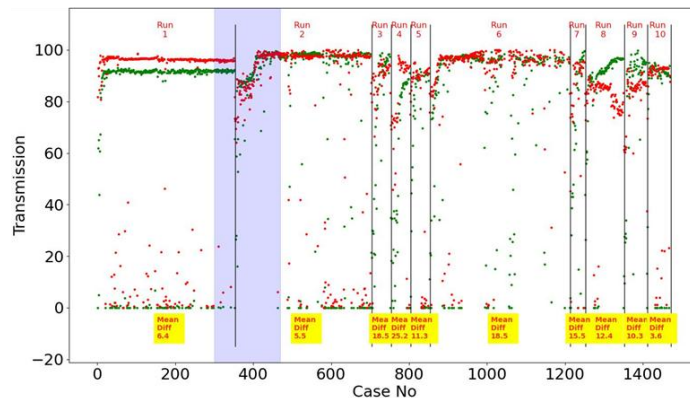 Run Run Run Run Run Run Run Run Run Run
1 2 3 4 5 6 7 8 9 10
100
80
60
40
20
0
−20
Transmission
Mean Mean Mea Mean Mean Mean Mean Mean Mean Mean
Diff Diff Diff Diff Diff Diff Diff Diff Diff Diff
6.4 5.5 18.5 25.2 11.3 18.5 15.5 12.4 10.3 3.6
0 200 400 600 800 1000 1200 1400
Case No